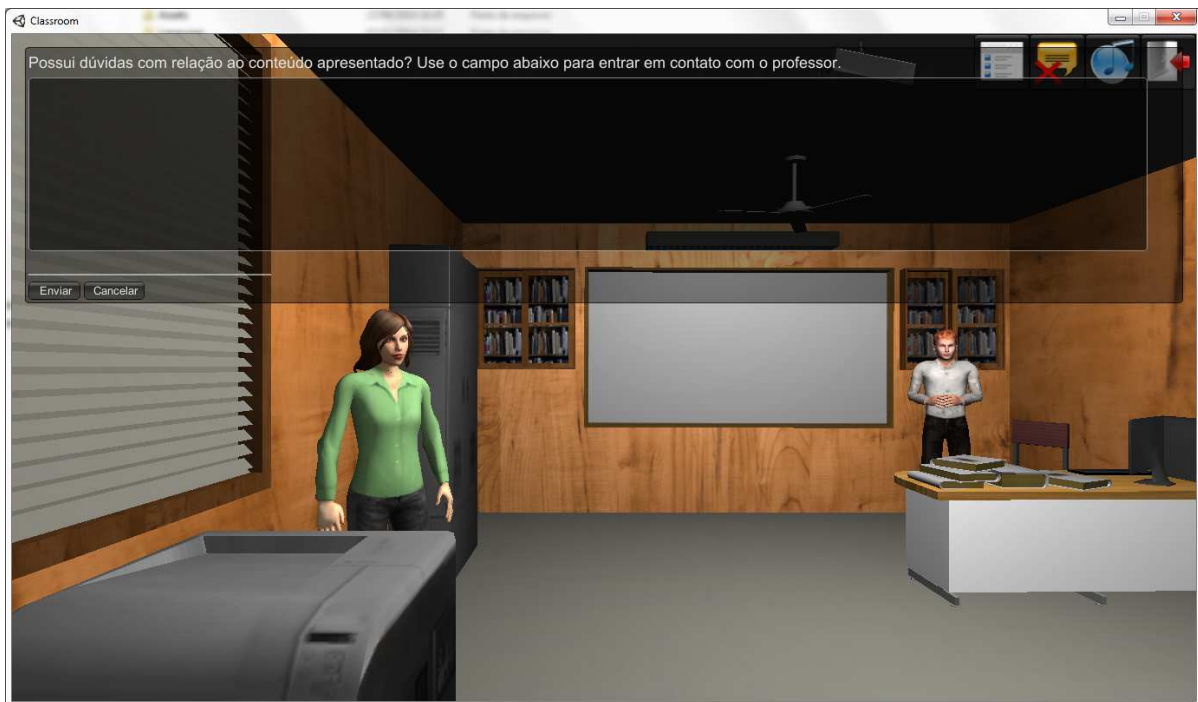 Classroom
Possui dúvidas com relação ao conteúdo apresentado? Use o campo abaixo para entrar em contato com o professor.
Enviar Cancelar